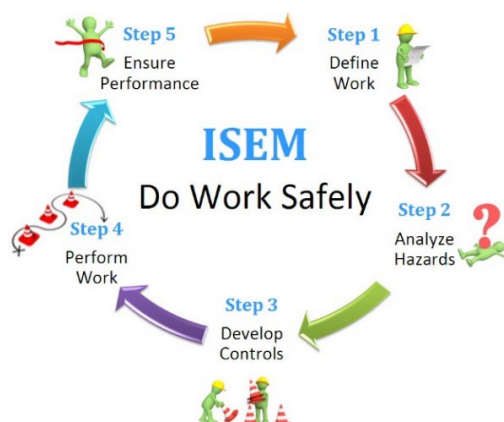 ISEM
Do Work Safely
Step 1
Define
Work
Step 2
Analyze
Hazards
?
Step 3
Develop
Controls
Step 4
Perform
Work
Step 5
Ensure
Performance